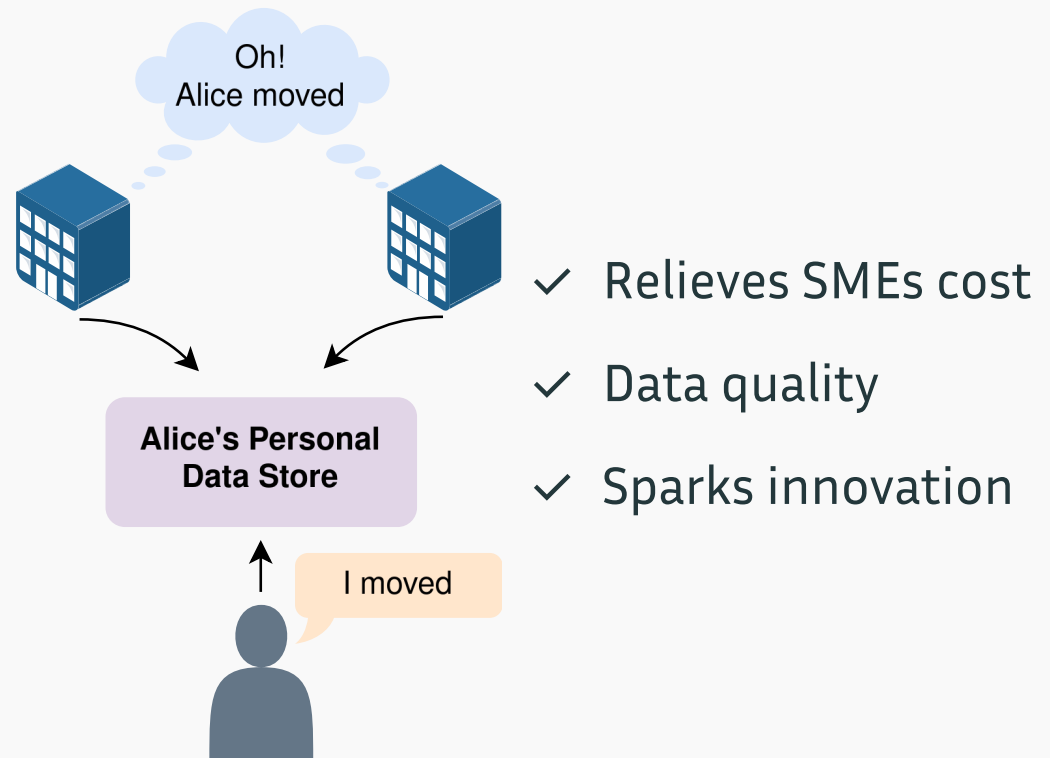 Oh!
Alice moved
Alice's Personal
Data Store
I moved
Relieves SMEs cost
Data quality
Sparks innovation